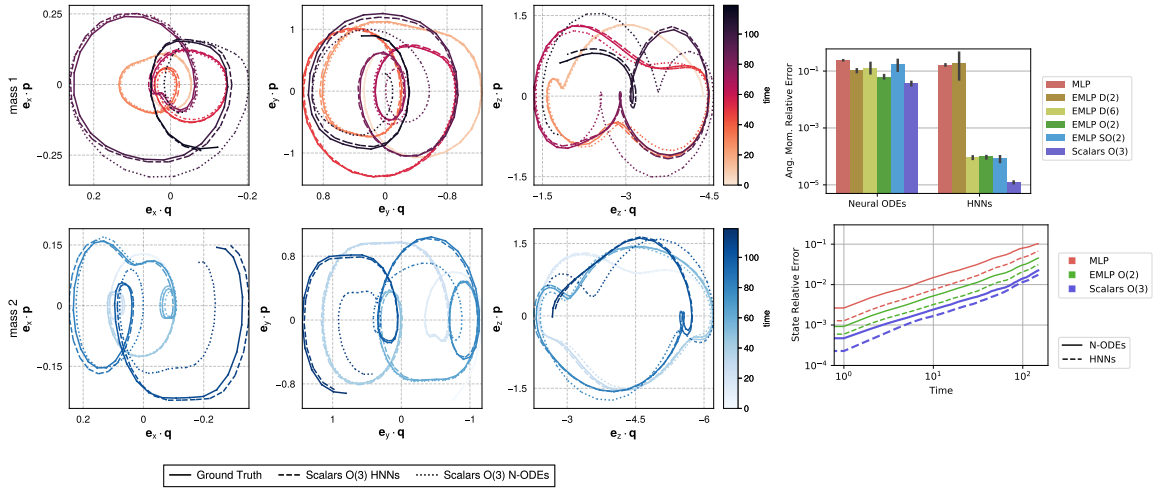 mass 1
e_x · p
0.25
0
−0.25
0.2
0
−0.2
e_x · q
e_y · p
1
0
−1
0.8
0
−0.8
e_y · q
e_z · p
1.5
0
−1.5
−1.5
−3
−4.5
e_z · q
100
80
60
40
20
0
time
Ang. Mom. Relative Error
10^−1
10^−3
10^−5
Neural ODEs
HNNs
MLP
EMLP D(2)
EMLP D(6)
EMLP O(2)
EMLP SO(2)
Scalars O(3)
mass 2
e_x · p
0.15
0
−0.15
0.2
0
−0.2
e_x · q
e_y · p
0.8
0
−0.8
1
0
−1
e_y · q
e_z · p
1.5
0
−1.5
−3
−4.5
−6
e_z · q
100
80
60
40
20
0
time
State Relative Error
10^−1
10^−2
10^−3
10^−4
10^0
10^1
10^2
Time
MLP
EMLP O(2)
Scalars O(3)
N-ODEs
HNNs
Ground Truth
Scalars O(3) HNNs
Scalars O(3) N-ODEs